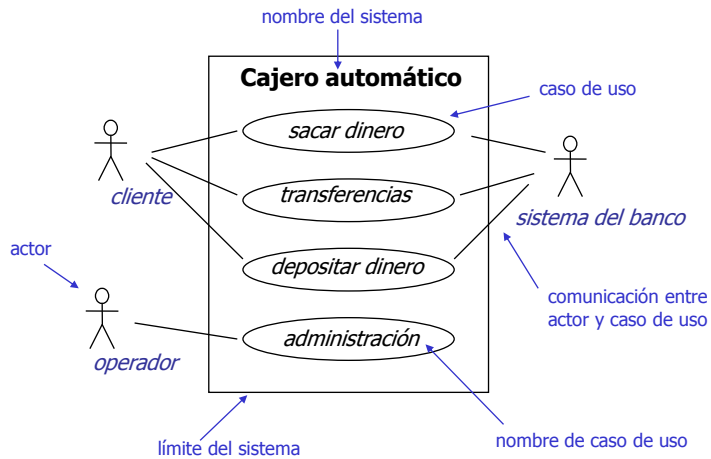 nombre del sistema
Cajero automático
caso de uso
sacar dinero
cliente
transferencias
sistema del banco
actor
depositar dinero
comunicación entre
actor y caso de uso
operador
administración
límite del sistema
nombre de caso de uso